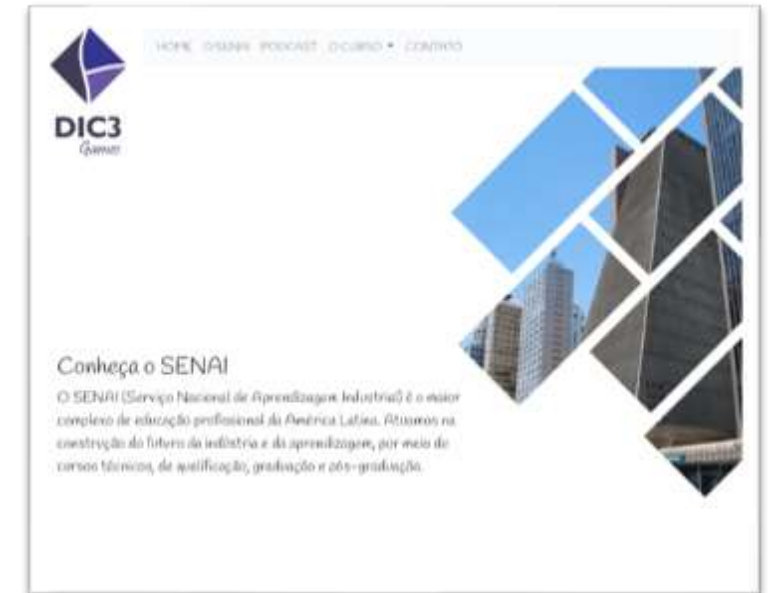 HOME O SENAI PODCAST O CURSO CONTATO
DIC3
Games
Conheça o SENAI
O SENAI (Serviço Nacional de Aprendizagem Industrial) é o maior
complexo de educação profissional da América Latina. Atuamos na
construção do futuro da indústria e da aprendizagem, por meio de
cursos técnicos, de qualificação, graduação e pós-graduação.